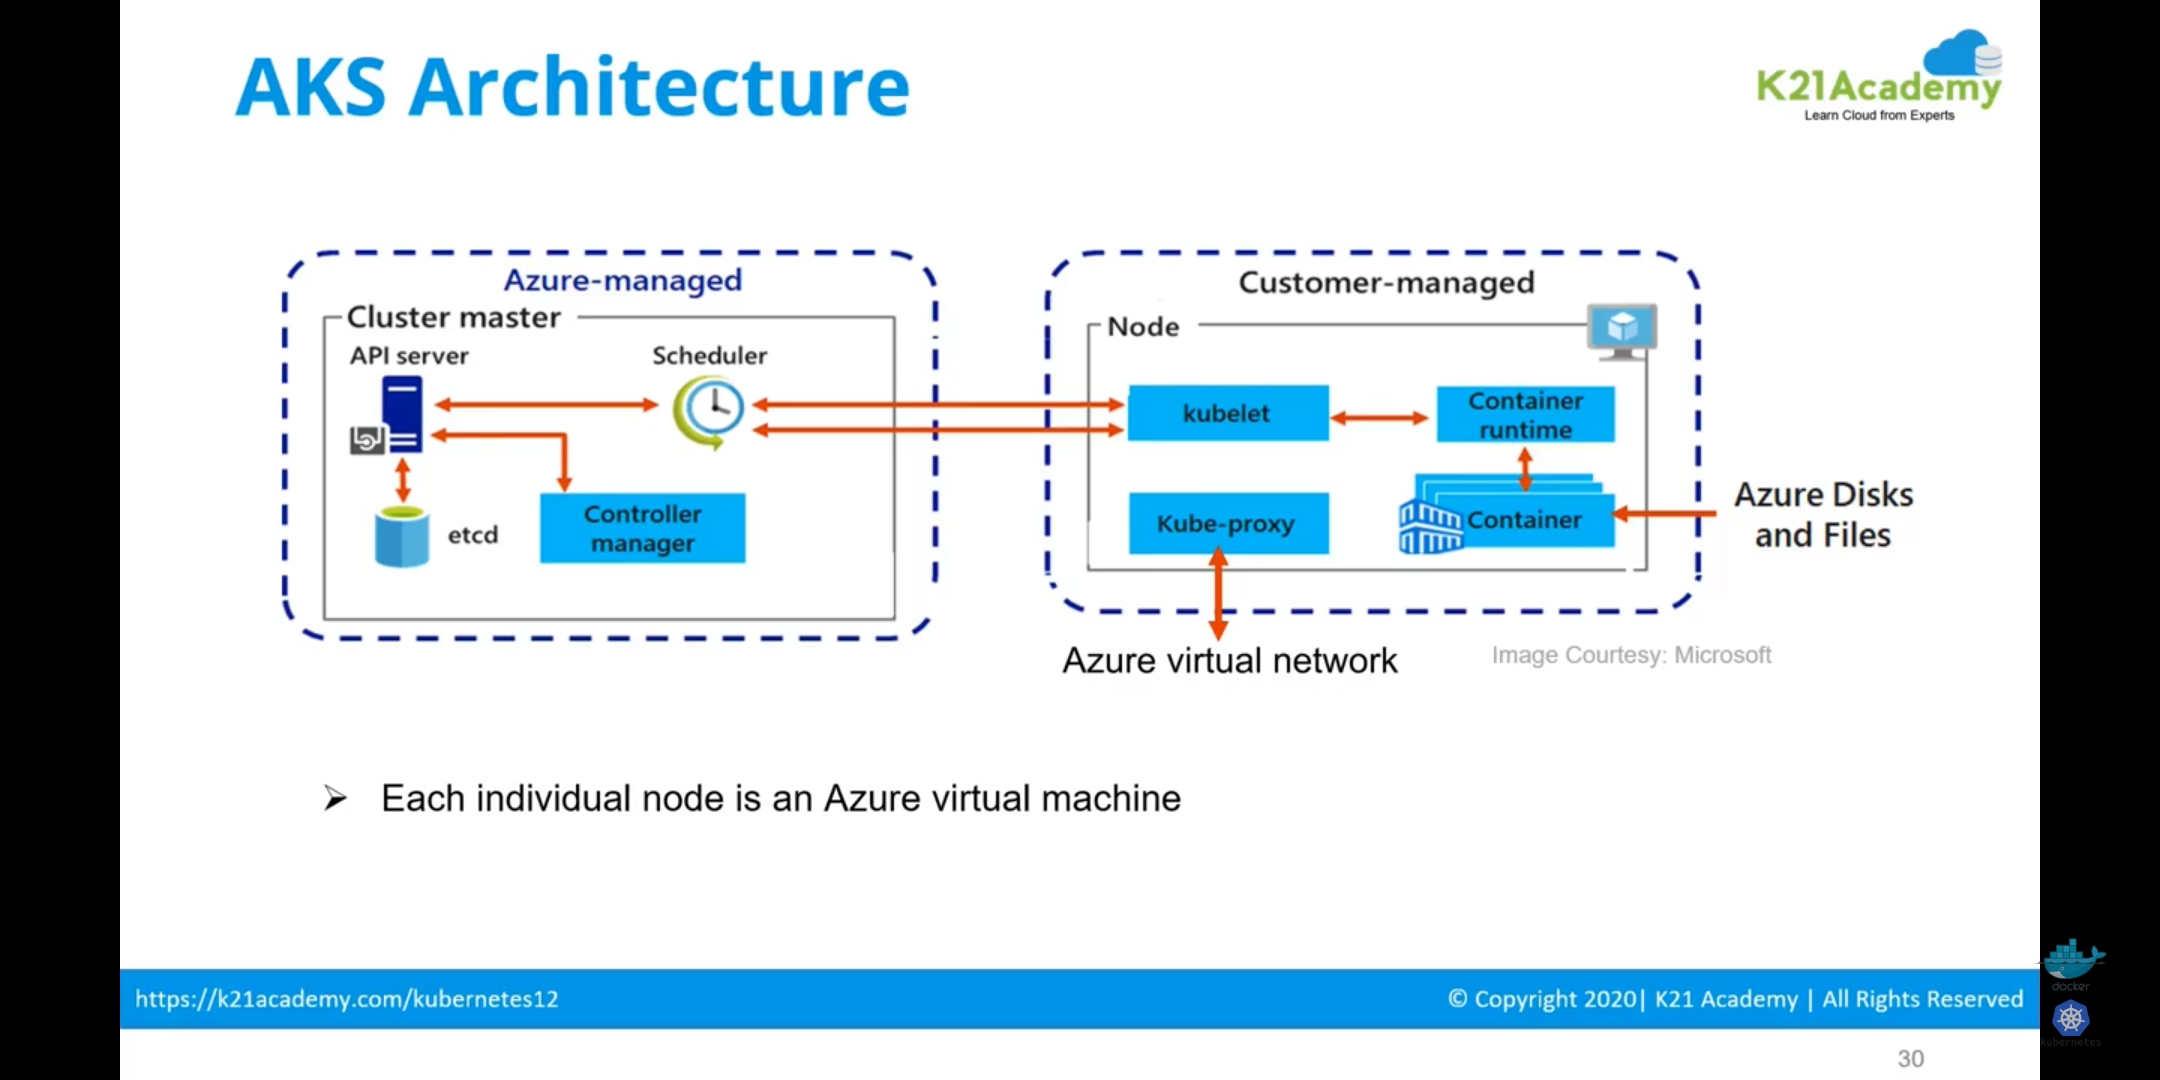 AKS Architecture
K21Academy
Learn Cloud from Experts
Azure-managed
Cluster master
API server
Scheduler
etcd
Controller
manager
Customer-managed
Node
kubelet
Container
runtime
Kube-proxy
Container
Azure Disks
and Files
Azure virtual network
Image Courtesy: Microsoft
➢ Each individual node is an Azure virtual machine
https://k21academy.com/kubernetes12
© Copyright 2020| K21 Academy | All Rights Reserved
docker
kubernetes
30